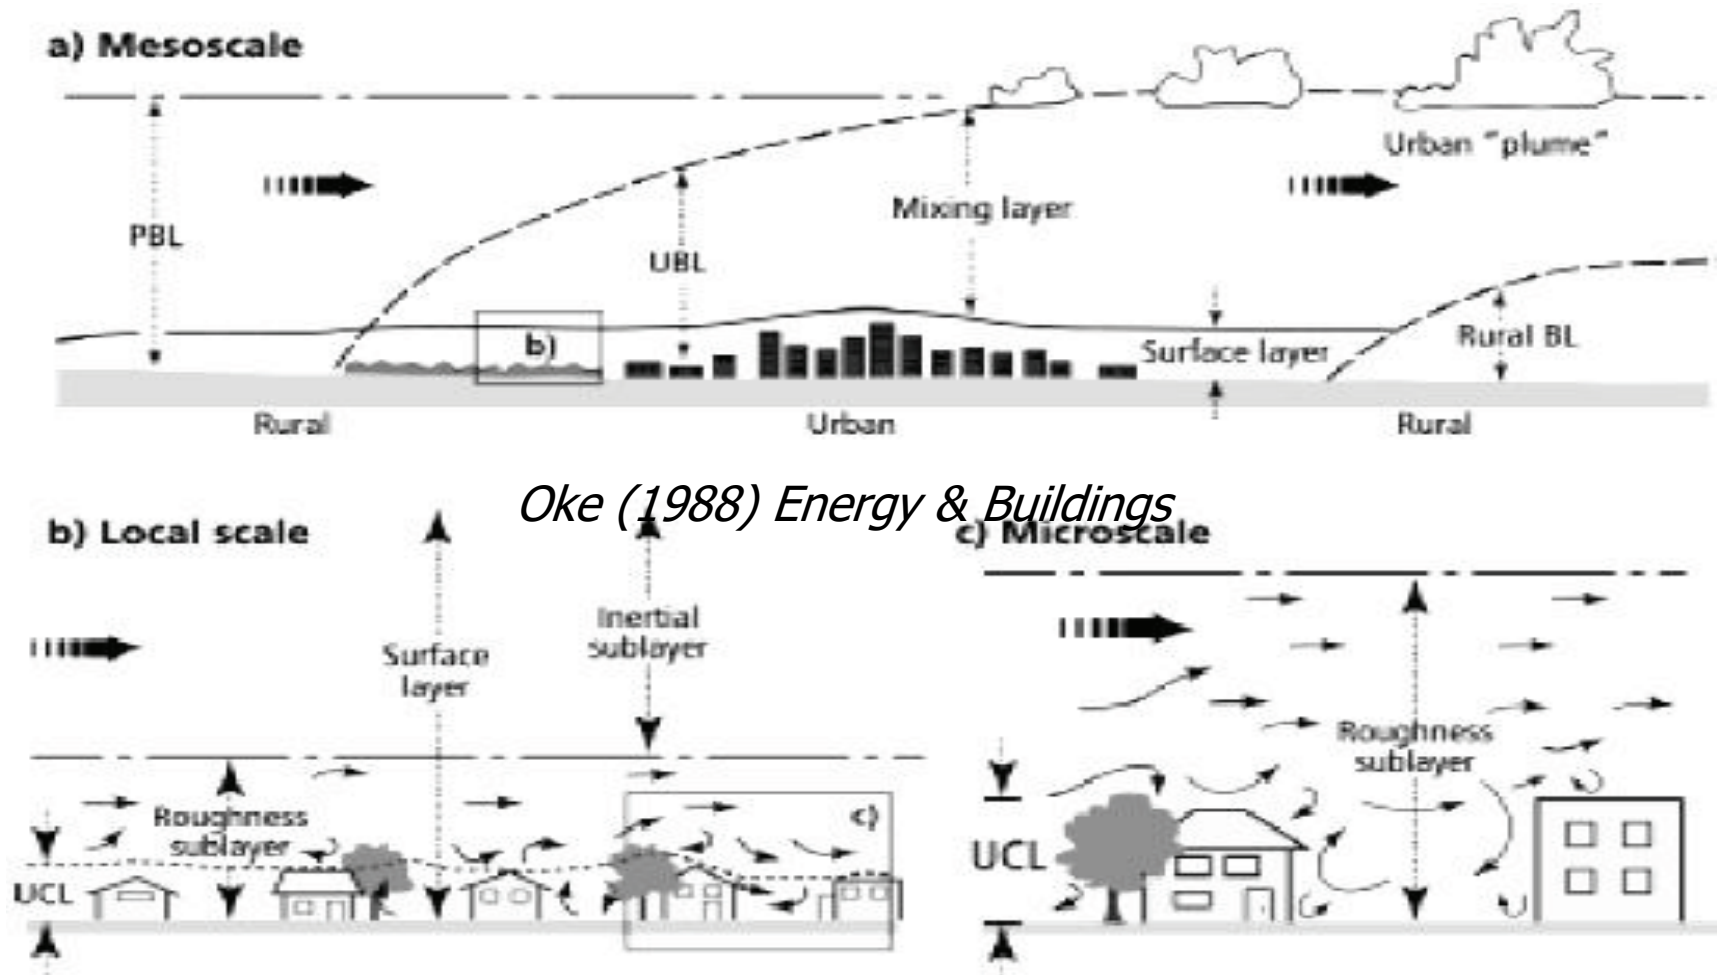 a) Mesoscale
Urban "plume"
Mixing layer
PBL
UBL
b)
Surface layer
Rural BL
Rural
Urban
Rural
Oke (1988) Energy & Buildings
b) Local scale
Inertial
sublayer
Surface
layer
Roughness
sublayer
c)
UCL
c) Microscale
Roughness
sublayer
UCL